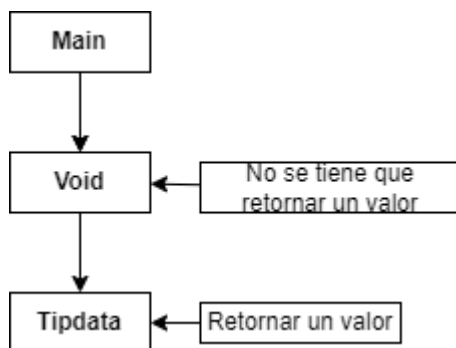 Main
Void
No se tiene que
retornar un valor
Tipdata
Retornar un valor